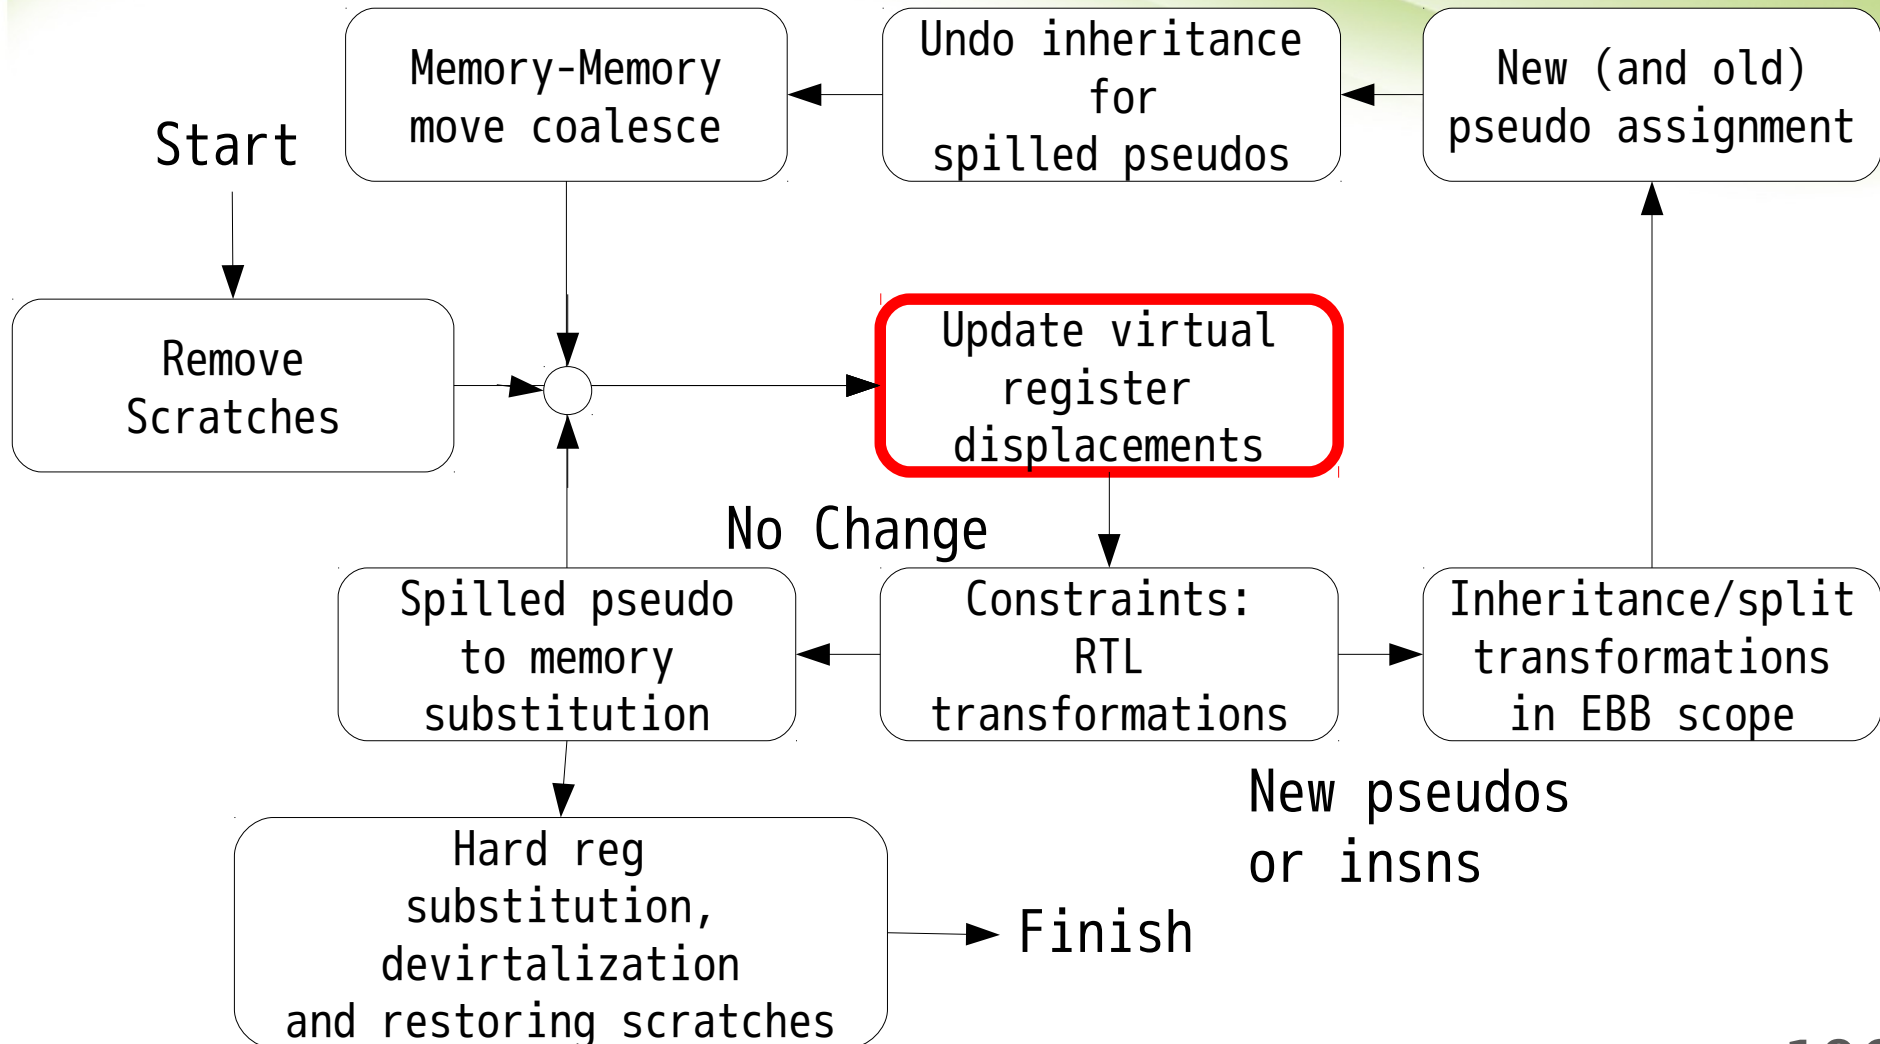 Memory-Memory
move coalesce
Undo inheritance
for
spilled pseudos
New (and old)
pseudo assignment
Start
Remove
Scratches
Update virtual
register
displacements
No Change
Spilled pseudo
to memory
substitution
Constraints:
RTL
transformations
Inheritance/split
transformations
in EBB scope
New pseudos
or insns
Hard reg
substitution,
devirtalization
and restoring scratches
Finish